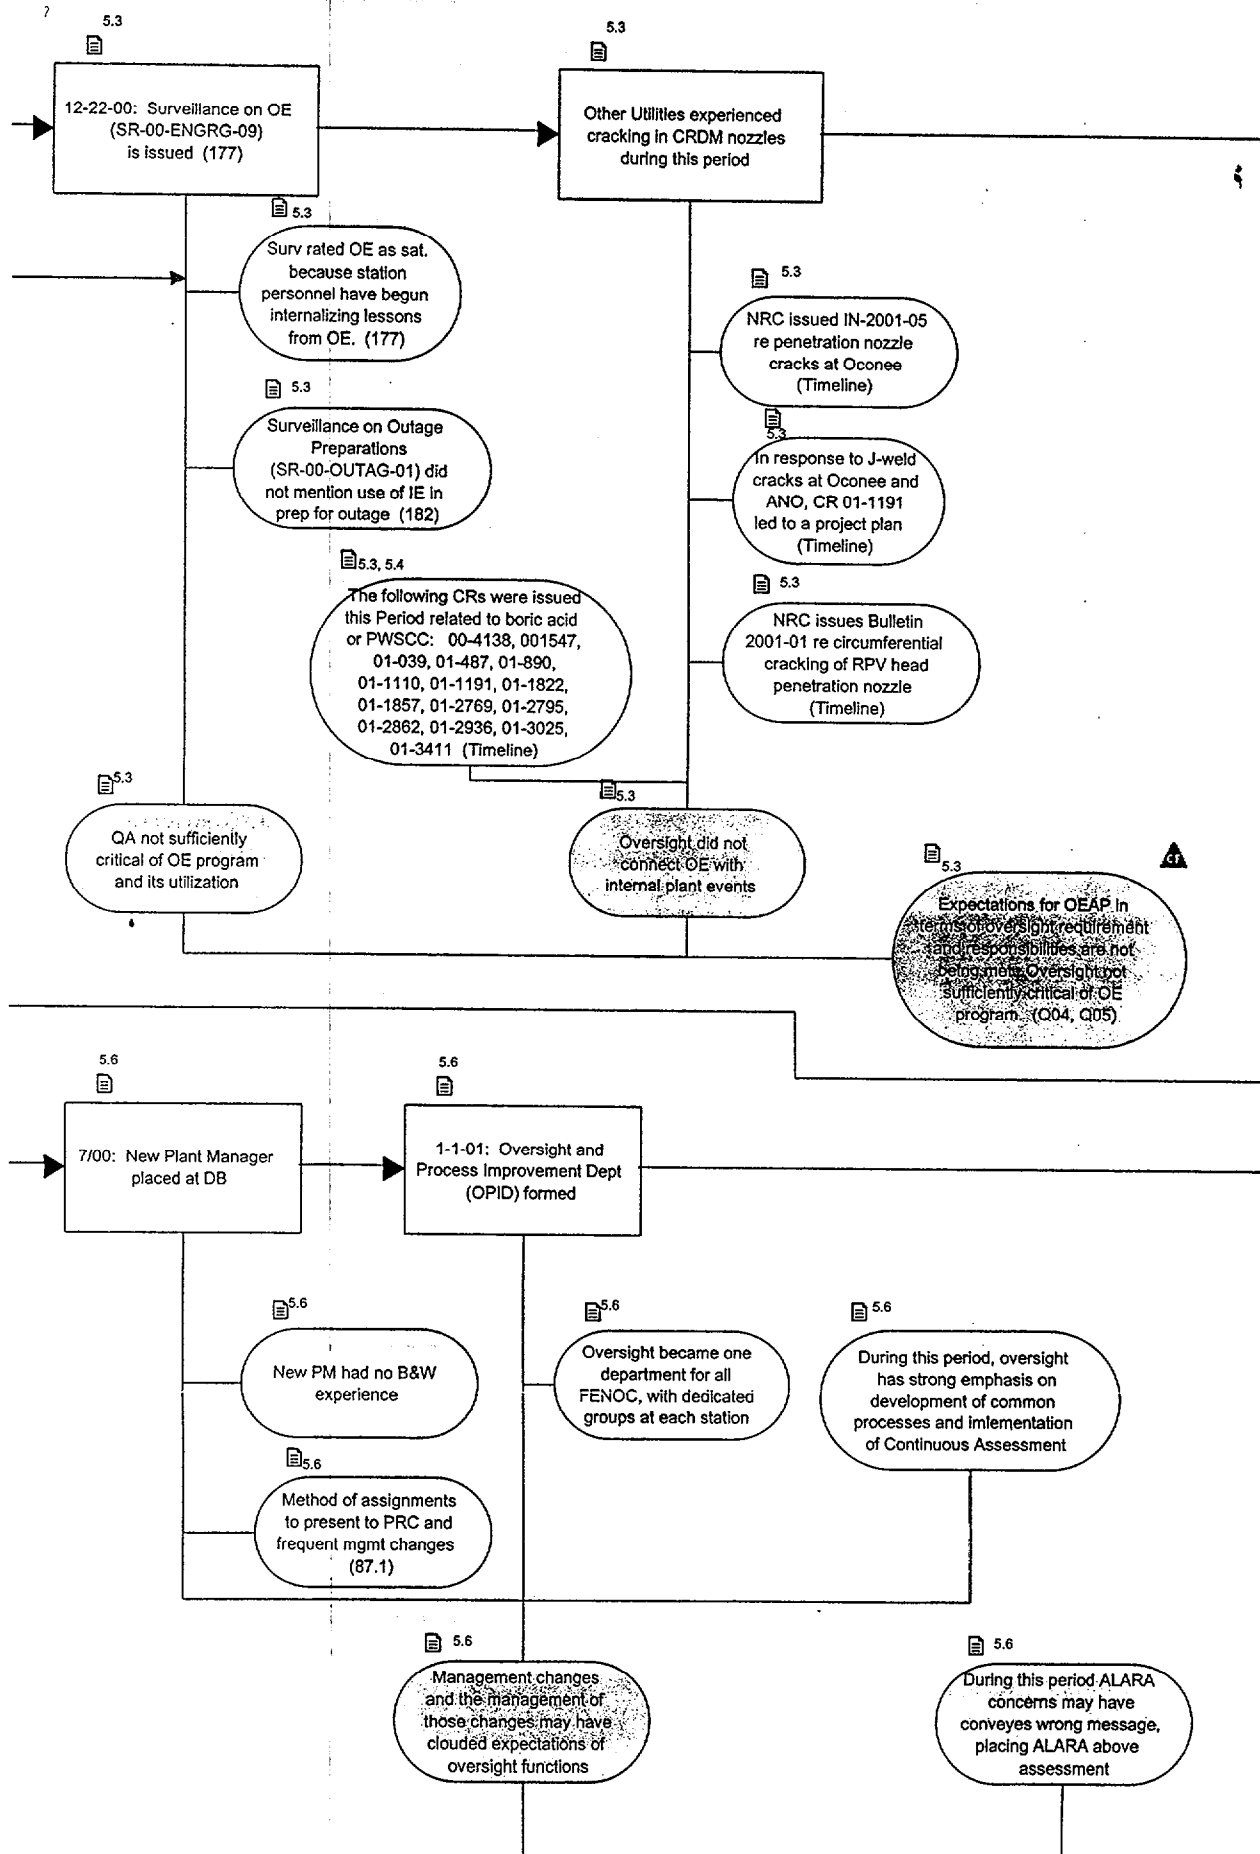 5.3
12-22-00: Surveillance on OE
(SR-00-ENGRG-09)
is issued (177)
5.3
Other Utilities experienced
cracking in CRDM nozzles
during this period
5.3
Surv rated OE as sat.
because station
personnel have begun
internalizing lessons
from OE. (177)
5.3
Surveillance on Outage
Preparations
(SR-00-OUTAG-01) did
not mention use of IE in
prep for outage (182)
5.3
NRC issued IN-2001-05
re penetration nozzle
cracks at Oconee
(Timeline)
5.3
In response to J-weld
cracks at Oconee and
ANO, CR 01-1191
led to a project plan
(Timeline)
5.3
NRC issues Bulletin
2001-01 re circumferential
cracking of RPV head
penetration nozzle
(Timeline)
5.3, 5.4
The following CRs were issued
this Period related to boric acid
or PWSCC: 00-4138, 001547,
01-039, 01-487, 01-890,
01-1110, 01-1191, 01-1822,
01-1857, 01-2769, 01-2795,
01-2862, 01-2936, 01-3025,
01-3411 (Timeline)
5.3
QA not sufficiently
critical of OE program
and its utilization
5.3
Oversight did not
connect OE with
internal plant events
5.3
CF
Expectations for OEAP in
terms of oversight requirement
and responsibilities are not
being met. Oversight not
sufficiently critical of OE
program. (Q04, Q05)
5.6
7/00: New Plant Manager
placed at DB
5.6
1-1-01: Oversight and
Process Improvement Dept
(OPID) formed
5.6
New PM had no B&W
experience
5.6
Method of assignments
to present to PRC and
frequent mgmt changes
(87.1)
5.6
Oversight became one
department for all
FENOC, with dedicated
groups at each station
5.6
During this period, oversight
has strong emphasis on
development of common
processes and imlementation
of Continuous Assessment
5.6
Management changes
and the management of
those changes may have
clouded expectations of
oversight functions
5.6
During this period ALARA
concerns may have
conveyes wrong message,
placing ALARA above
assessment